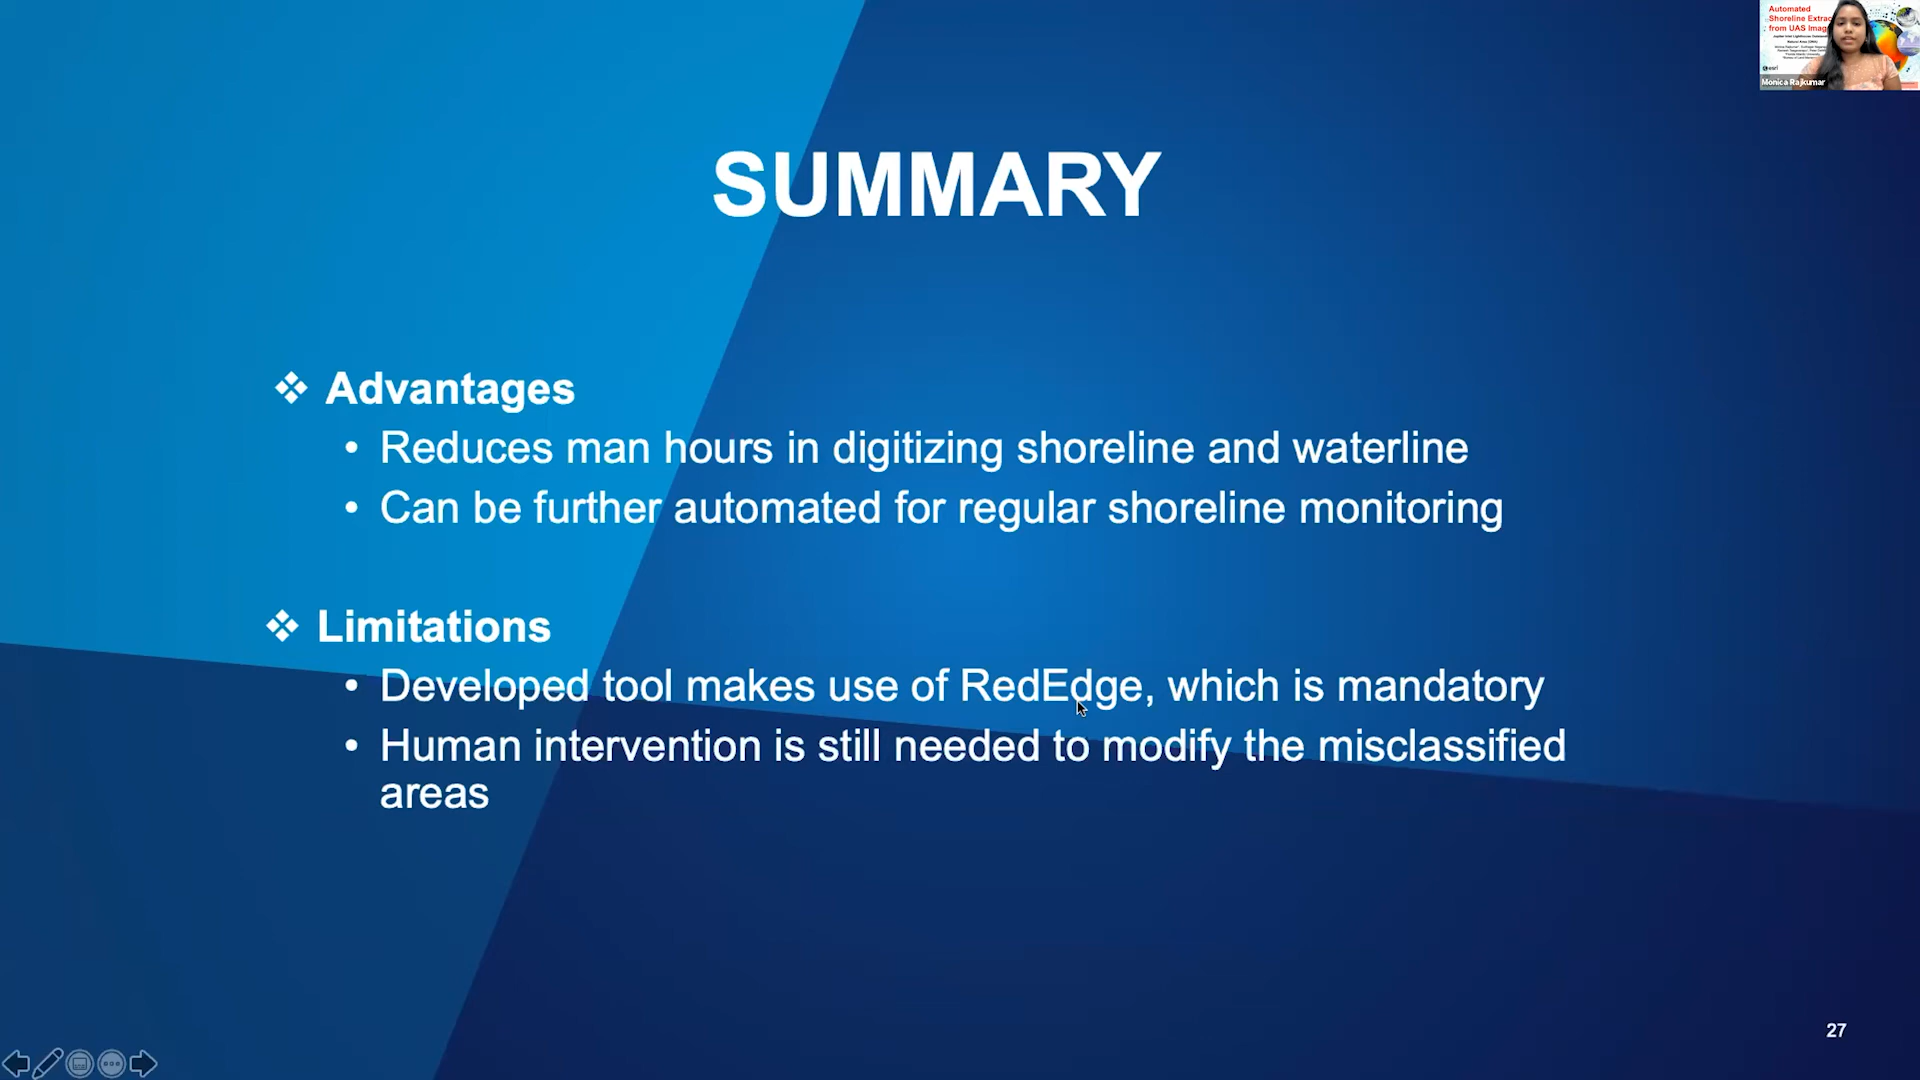 Automated
Shoreline Extrac
from UAS Imag
esri
Monica Rajkumar
SUMMARY
❖ Advantages
• Reduces man hours in digitizing shoreline and waterline
• Can be further automated for regular shoreline monitoring
❖ Limitations
• Developed tool makes use of RedEdge, which is mandatory
• Human intervention is still needed to modify the misclassified
areas
27